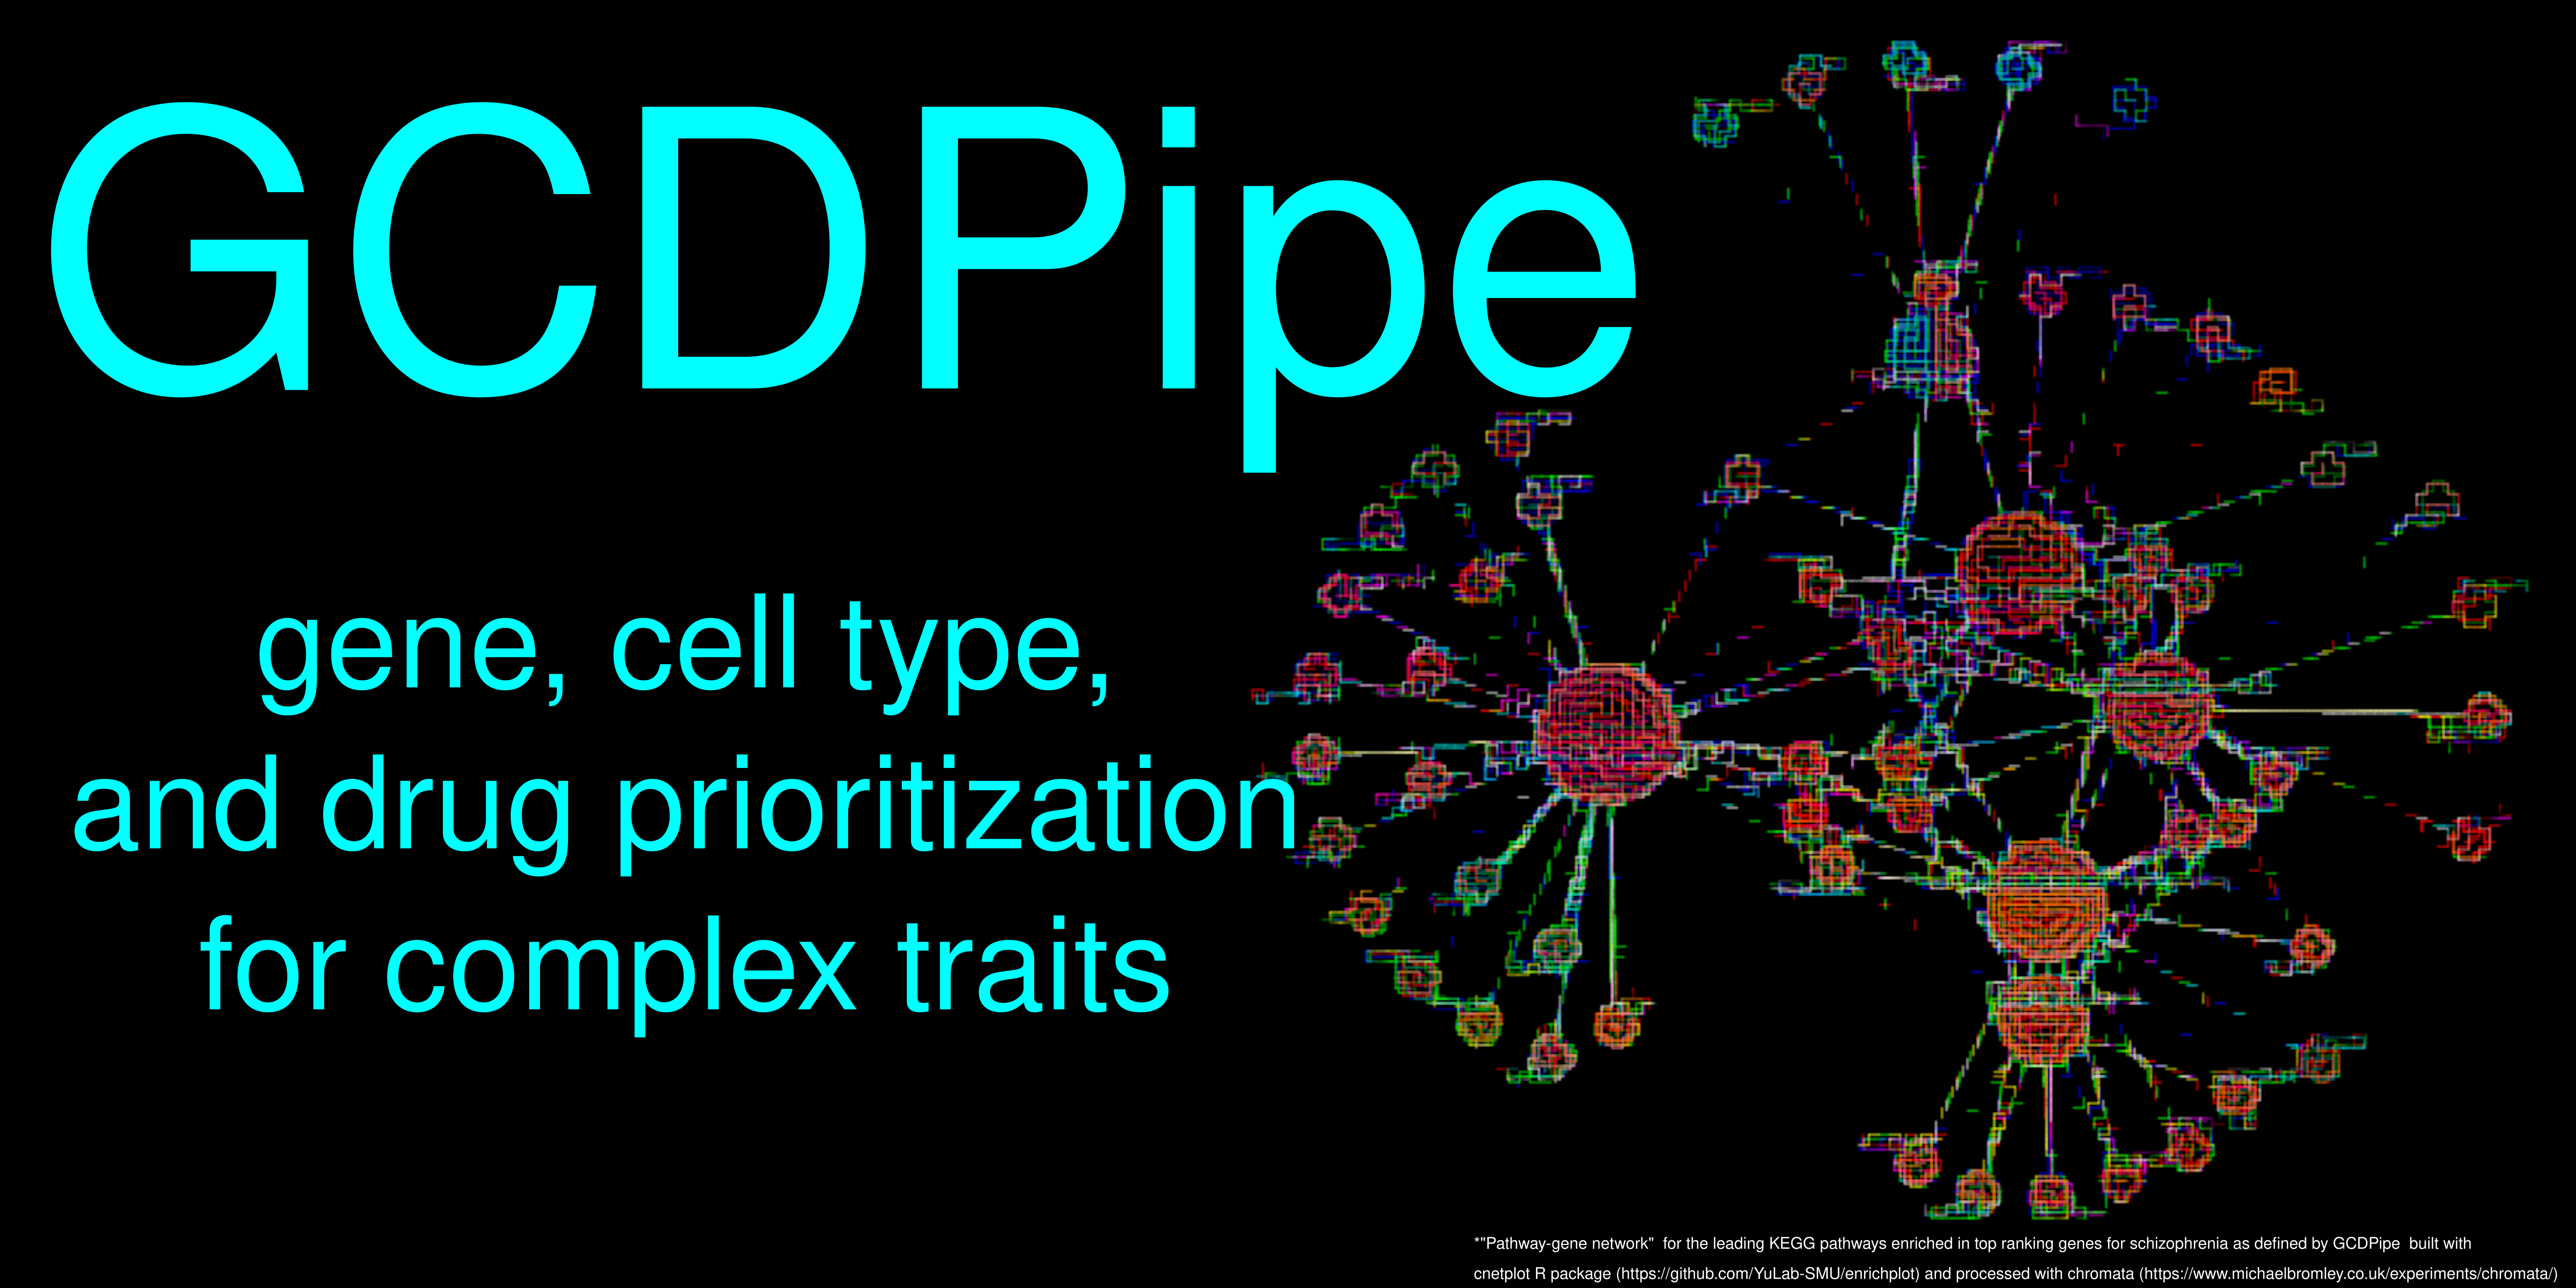 GCDPipe
gene, cell type,
and drug prioritization
for complex traits
*"Pathway-gene network"  for the leading KEGG pathways enriched in top ranking genes for schizophrenia as defined by GCDPipe  built with
cnetplot R package (https://github.com/YuLab-SMU/enrichplot) and processed with chromata (https://www.michaelbromley.co.uk/experiments/chromata/)